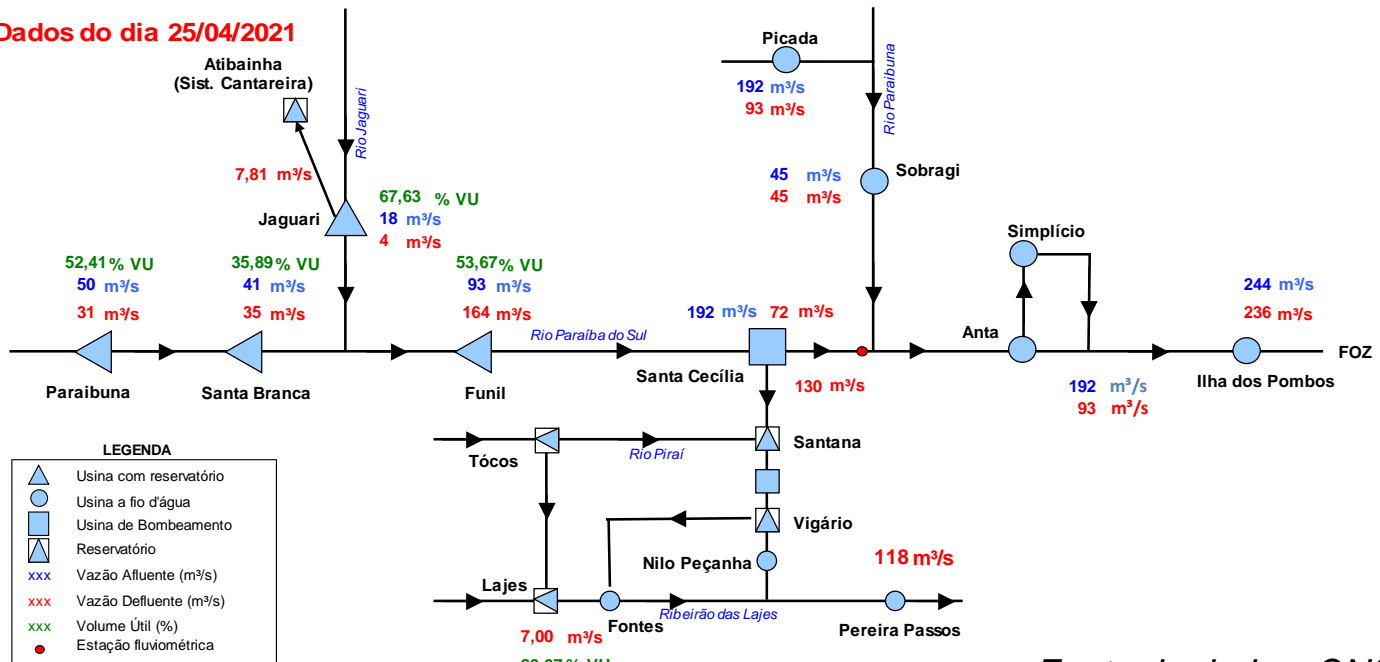 Dados do dia 25/04/2021
Atibainha
(Sist. Cantareira)
Rio Jaguari
7,81 m³/s
Jaguari
67,63 % VU
18 m³/s
4 m³/s
Picada
192 m³/s
93 m³/s
Rio Paraibuna
45 m³/s
45 m³/s
Sobragi
Simplício
52,41% VU
50 m³/s
31 m³/s
Paraibuna
35,89% VU
41 m³/s
35 m³/s
Santa Branca
53,67% VU
93 m³/s
164 m³/s
Funil
Rio Paraíba do Sul
192 m³/s 72 m³/s
Santa Cecília
130 m³/s
Anta
192 m³/s
93 m³/s
244 m³/s
236 m³/s
Ilha dos Pombos
FOZ
Tócos
Rio Piraí
Santana
Vigário
Nilo Peçanha
118 m³/s
Lajes
7,00 m³/s
Fontes
Ribeirão das Lajes
Pereira Passos
LEGENDA
Usina com reservatório
Usina a fio d'água
Usina de Bombeamento
Reservatório
xxx Vazão Afluente (m³/s)
xxx Vazão Defluente (m³/s)
xxx Volume Útil (%)
Estação fluviométrica